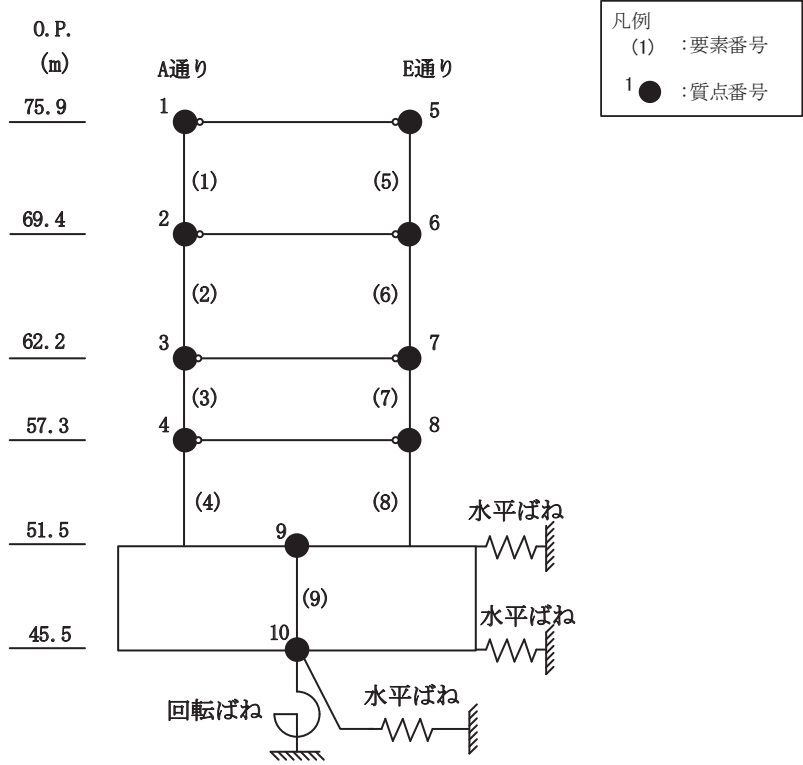 O.P.
(m)
A通り
E通り
凡例
(1) :要素番号
1 :質点番号
75.9
1
5
(1)
(5)
69.4
2
6
(2)
(6)
62.2
3
7
(3)
(7)
57.3
4
8
(4)
(8)
水平ばね
51.5
9
(9)
水平ばね
45.5
10
水平ばね
回転ばね